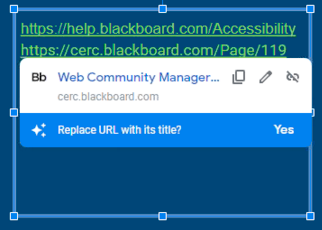 https://help.blackboard.com/Accessibility
https://cerc.blackboard.com/Page/119
Bb Web Community Manager...
cerc.blackboard.com
Replace URL with its title? Yes